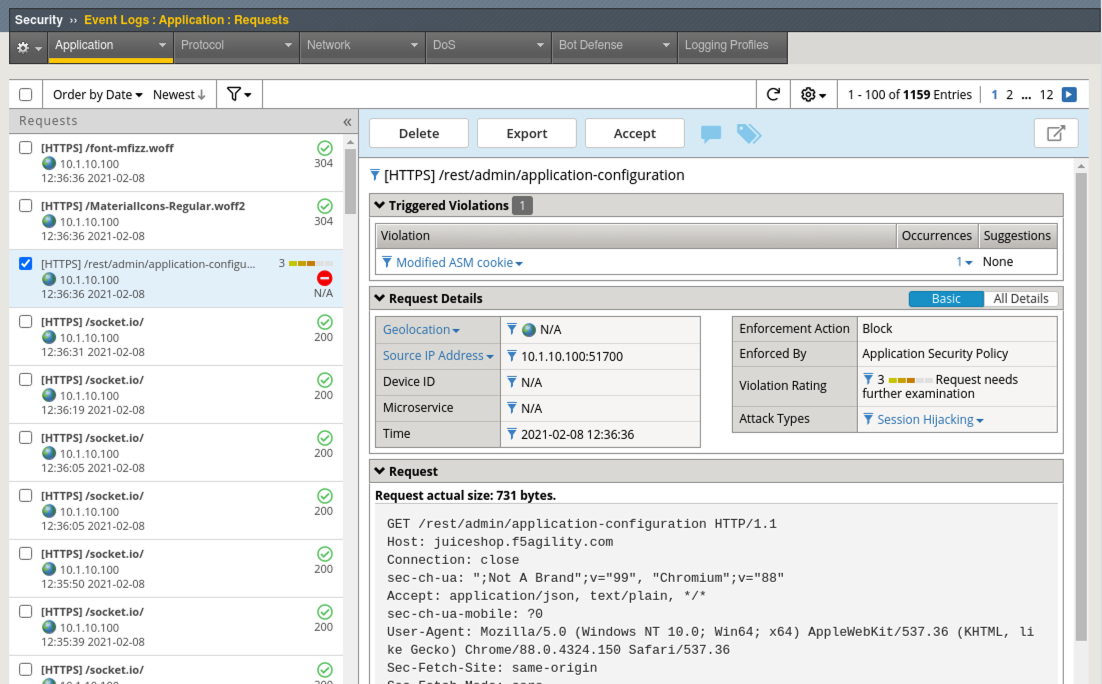 Security ›› Event Logs : Application : Requests
Application Protocol Network DoS Bot Defense Logging Profiles
Order by Date Newest 1 - 100 of 1159 Entries 1 2 ... 12
Requests «
[HTTPS] /font-mfizz.woff
10.1.10.100 304
12:36:36 2021-02-08
[HTTPS] /MaterialIcons-Regular.woff2
10.1.10.100 304
12:36:36 2021-02-08
[HTTPS] /rest/admin/application-configu... 3
10.1.10.100
12:36:36 2021-02-08 N/A
[HTTPS] /socket.io/
10.1.10.100 200
12:36:31 2021-02-08
[HTTPS] /socket.io/
10.1.10.100 200
12:36:19 2021-02-08
[HTTPS] /socket.io/
10.1.10.100 200
12:36:05 2021-02-08
[HTTPS] /socket.io/
10.1.10.100 200
12:36:05 2021-02-08
[HTTPS] /socket.io/
10.1.10.100 200
12:35:50 2021-02-08
[HTTPS] /socket.io/
10.1.10.100 200
12:35:39 2021-02-08
[HTTPS] /socket.io/
Delete Export Accept
[HTTPS] /rest/admin/application-configuration
Triggered Violations 1
Violation Occurrences Suggestions
Modified ASM cookie 1 None
Request Details Basic All Details
Geolocation N/A
Source IP Address 10.1.10.100:51700
Device ID N/A
Microservice N/A
Time 2021-02-08 12:36:36
Enforcement Action Block
Enforced By Application Security Policy
Violation Rating 3 Request needs
further examination
Attack Types Session Hijacking
Request
Request actual size: 731 bytes.
GET /rest/admin/application-configuration HTTP/1.1
Host: juiceshop.f5agility.com
Connection: close
sec-ch-ua: ";Not A Brand";v="99", "Chromium";v="88"
Accept: application/json, text/plain, */*
sec-ch-ua-mobile: ?0
User-Agent: Mozilla/5.0 (Windows NT 10.0; Win64; x64) AppleWebKit/537.36 (KHTML, li
ke Gecko) Chrome/88.0.4324.150 Safari/537.36
Sec-Fetch-Site: same-origin